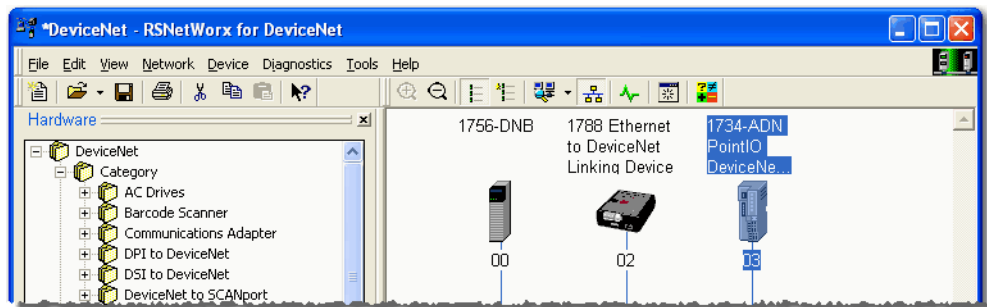 *DeviceNet - RSNetWorx for DeviceNet
File Edit View Network Device Diagnostics Tools Help
Hardware
DeviceNet
Category
AC Drives
Barcode Scanner
Communications Adapter
DPI to DeviceNet
DSI to DeviceNet
DeviceNet to SCANport
1756-DNB
1788 Ethernet
to DeviceNet
Linking Device
1734-ADN
PointIO
DeviceNe...
00
02
03